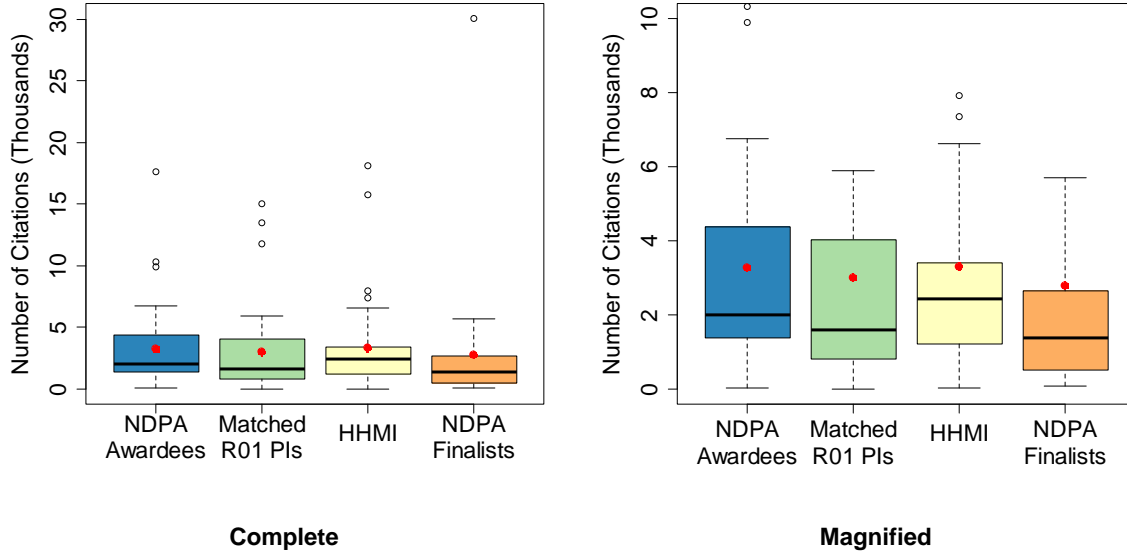 Number of Citations (Thousands)
30
25
20
15
10
5
0
NDPA
Awardees
Matched
R01 PIs
HHMI
NDPA
Finalists
Complete
Number of Citations (Thousands)
10
8
6
4
2
0
NDPA
Awardees
Matched
R01 PIs
HHMI
NDPA
Finalists
Magnified